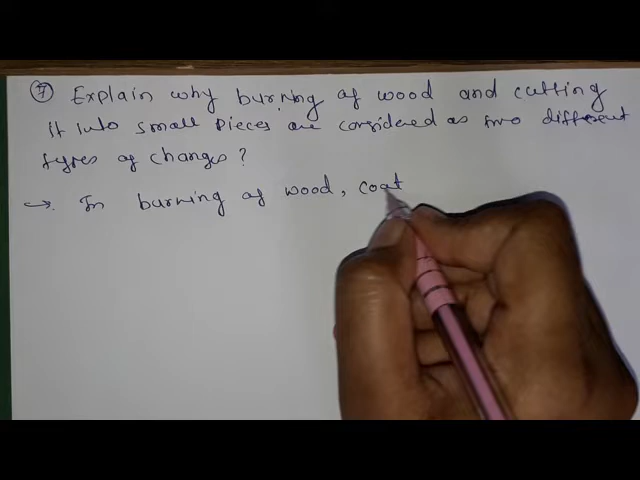 ⑦ Explain why burning of wood and cutting
it into small pieces are considered as two different
types of changes?
→ In burning of wood, coat